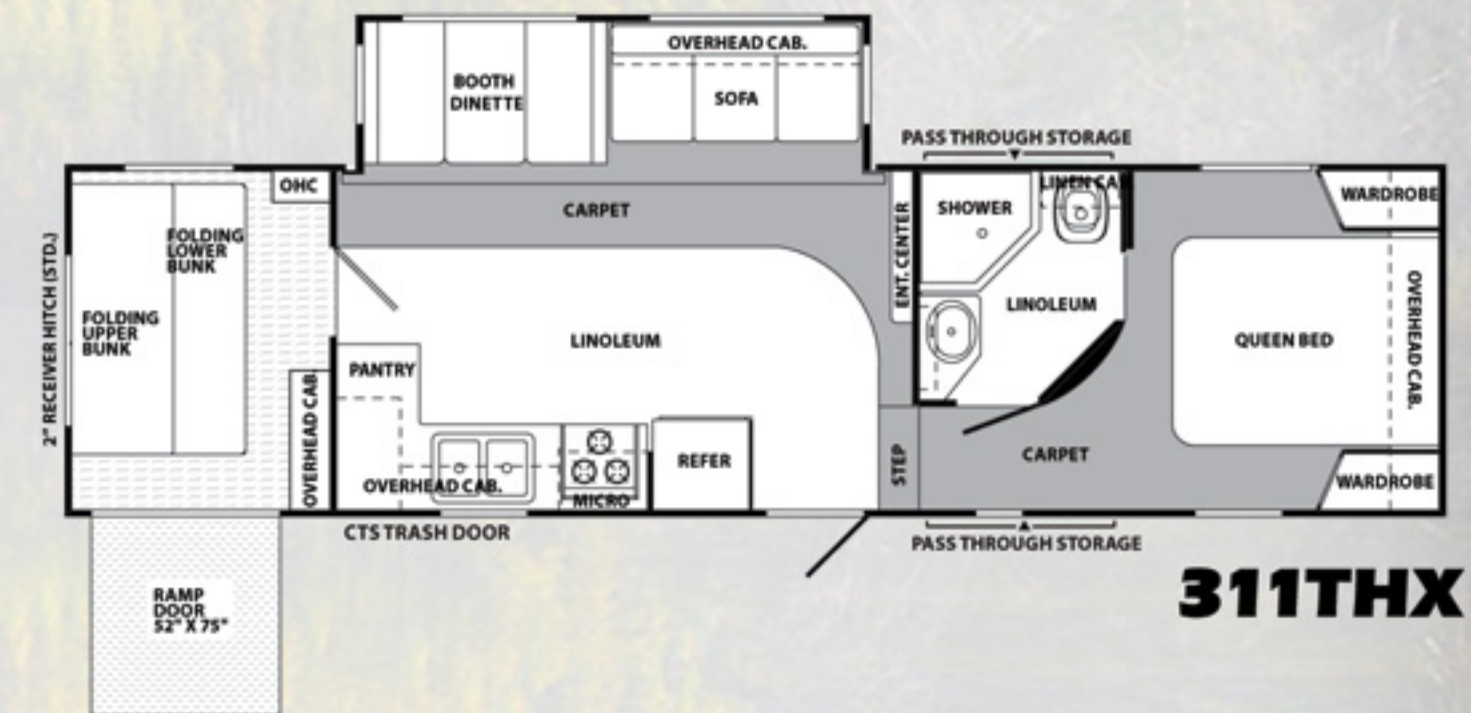 OVERHEAD CAB.
BOOTH
DINETTE
SOFA
PASS THROUGH STORAGE
OHC
LINEN CAB
WARDROBE
CARPET
SHOWER
FOLDING
LOWER
BUNK
ENT. CENTER
2" RECEIVER HITCH (STD.)
FOLDING
UPPER
BUNK
LINOLEUM
LINOLEUM
QUEEN BED
OVERHEAD CAB.
PANTRY
OVERHEAD CAB.
REFER
STEP
CARPET
OVERHEAD CAB.
MICRO
WARDROBE
CTS TRASH DOOR
PASS THROUGH STORAGE
RAMP
DOOR
52" X 75"
311THX